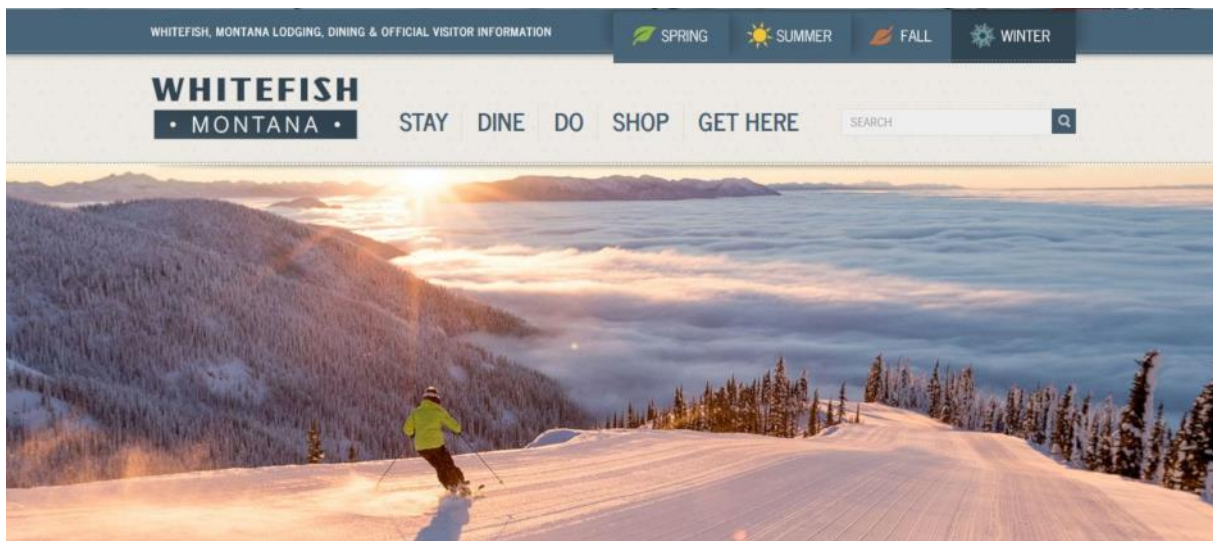 WHITEFISH, MONTANA LODGING, DINING & OFFICIAL VISITOR INFORMATION
SPRING
SUMMER
FALL
WINTER
WHITEFISH
• MONTANA •
STAY
DINE
DO
SHOP
GET HERE
SEARCH